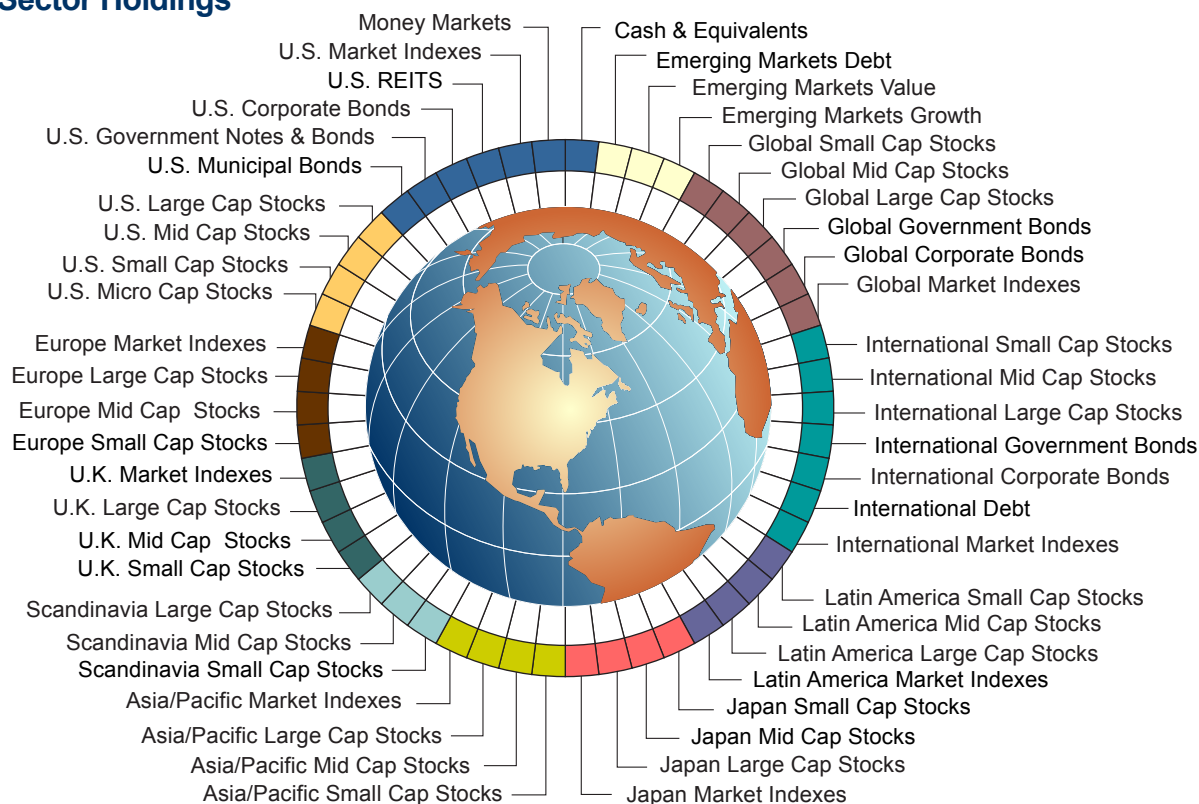 Sector Holdings
Money Markets
U.S. Market Indexes
U.S. REITS
U.S. Corporate Bonds
U.S. Government Notes & Bonds
U.S. Municipal Bonds
U.S. Large Cap Stocks
U.S. Mid Cap Stocks
U.S. Small Cap Stocks
U.S. Micro Cap Stocks
Europe Market Indexes
Europe Large Cap Stocks
Europe Mid Cap Stocks
Europe Small Cap Stocks
U.K. Market Indexes
U.K. Large Cap Stocks
U.K. Mid Cap Stocks
U.K. Small Cap Stocks
Scandinavia Large Cap Stocks
Scandinavia Mid Cap Stocks
Scandinavia Small Cap Stocks
Asia/Pacific Market Indexes
Asia/Pacific Large Cap Stocks
Asia/Pacific Mid Cap Stocks
Asia/Pacific Small Cap Stocks
Cash & Equivalents
Emerging Markets Debt
Emerging Markets Value
Emerging Markets Growth
Global Small Cap Stocks
Global Mid Cap Stocks
Global Large Cap Stocks
Global Government Bonds
Global Corporate Bonds
Global Market Indexes
International Small Cap Stocks
International Mid Cap Stocks
International Large Cap Stocks
International Government Bonds
International Corporate Bonds
International Debt
International Market Indexes
Latin America Small Cap Stocks
Latin America Mid Cap Stocks
Latin America Large Cap Stocks
Latin America Market Indexes
Japan Small Cap Stocks
Japan Mid Cap Stocks
Japan Large Cap Stocks
Japan Market Indexes